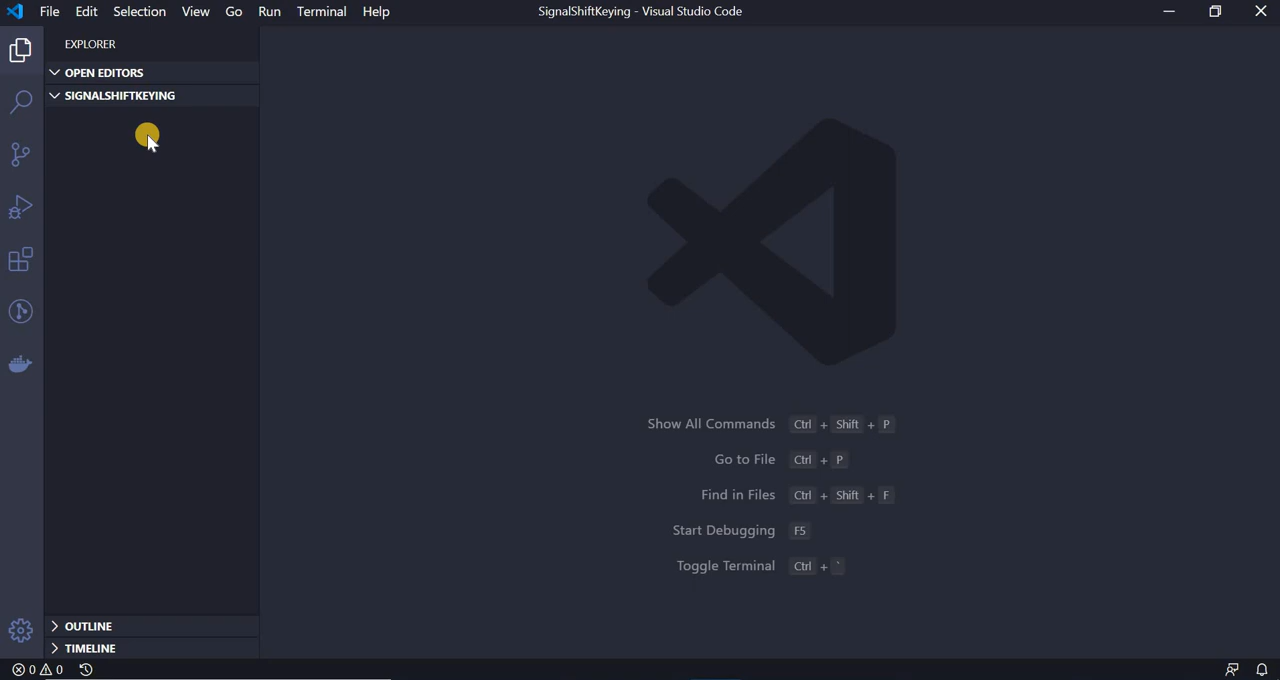 File Edit Selection View Go Run Terminal Help SignalShiftKeying - Visual Studio Code
EXPLORER
OPEN EDITORS
SIGNALSHIFTKEYING
Show All Commands Ctrl + Shift + P
Go to File Ctrl + P
Find in Files Ctrl + Shift + F
Start Debugging F5
Toggle Terminal Ctrl + `
OUTLINE
TIMELINE
0 0